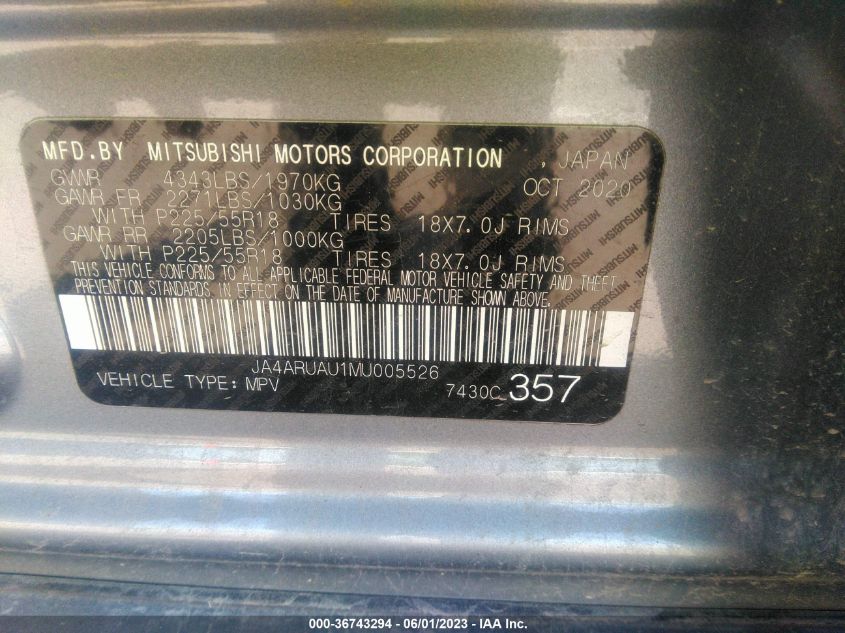 MFD.BY MITSUBISHI MOTORS CORPORATION , JAPAN
GVWR 4343LBS/1970KG OCT 2020
GAWR FR 2271LBS/1030KG
WITH P225/55R18 TIRES 18X7.0J RIMS
GAWR RR 2205LBS/1000KG
WITH P225/55R18 TIRES 18X7.0J RIMS
THIS VEHICLE CONFORMS TO ALL APPLICABLE FEDERAL MOTOR VEHICLE SAFETY AND THEFT
PREVENTION STANDARDS IN EFFECT ON THE DATE OF MANUFACTURE SHOWN ABOVE.
JA4ARUAU1MU005526
VEHICLE TYPE: MPV 7430C 357
000-36743294 - 06/01/2023 - IAA Inc.